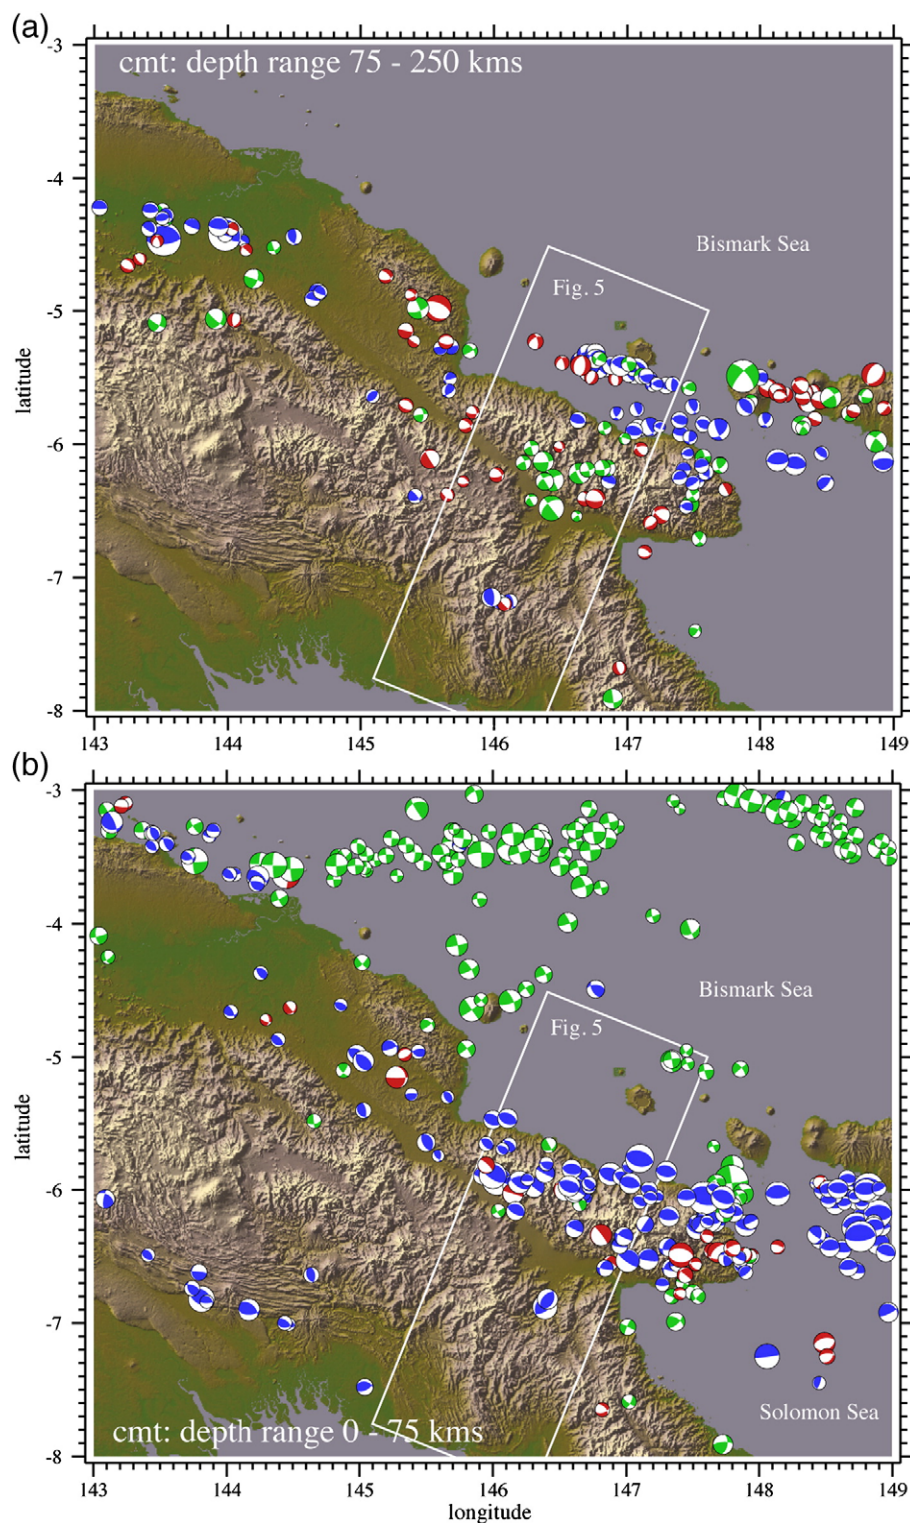 (a)
cmt: depth range 75 - 250 kms
-3
-4
-5
-6
-7
-8
latitude
Bismark Sea
Fig. 5
143 144 145 146 147 148 149
(b)
-3
-4
-5
-6
-7
-8
latitude
Bismark Sea
Fig. 5
Solomon Sea
cmt: depth range 0 - 75 kms
143 144 145 146 147 148 149
longitude